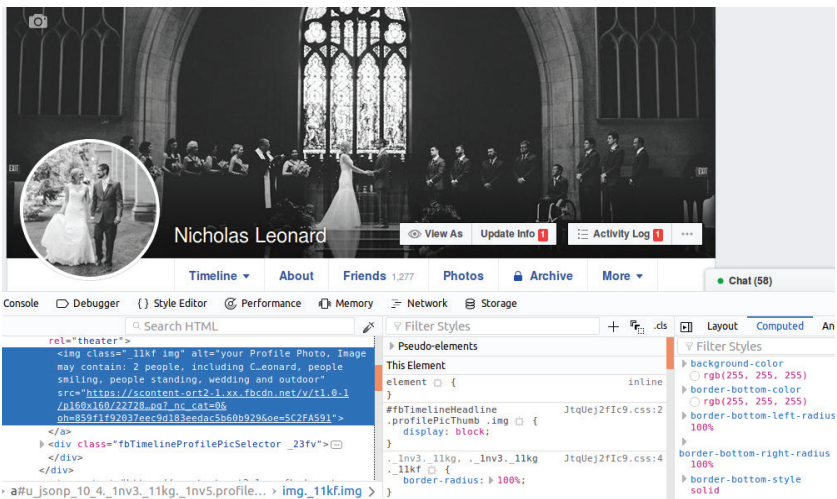 EXIT
EXIT
Nicholas Leonard
View As
Update Info 1
Activity Log 1
...
Timeline
About
Friends 1,277
Photos
Archive
More
Chat (58)
Console
Debugger
{ } Style Editor
Performance
Memory
Network
Storage
Search HTML
rel="theater">
<img class="_11kf img" alt="your Profile Photo, Image
may contain: 2 people, including C…eonard, people
smiling, people standing, wedding and outdoor"
src="https://scontent-ort2-1.xx.fbcdn.net/v/t1.0-1
/p160x160/22728…pg?_nc_cat=0&
oh=859f1f92037eec9d183eedac5b60b929&oe=5C2FA591">
</a>
<div class="fbTimelineProfilePicSelector _23fv">
</div>
</div>
a#u_jsonp_10_4._1nv3._11kg._1nv5.profile… > img._11kf.img
Filter Styles
+
.cls
Pseudo-elements
This Element
element {
inline
}
#fbTimelineHeadline
JtqUej2fIc9.css:2
.profilePicThumb .img {
display: block;
}
._1nv3._11kg, ._1nv3._11kg
JtqUej2fIc9.css:4
._11kf {
border-radius: 100%;
}
Layout
Computed
An
Filter Styles
background-color
rgb(255, 255, 255)
border-bottom-color
rgb(255, 255, 255)
border-bottom-left-radius
100%
border-bottom-right-radius
100%
border-bottom-style
solid